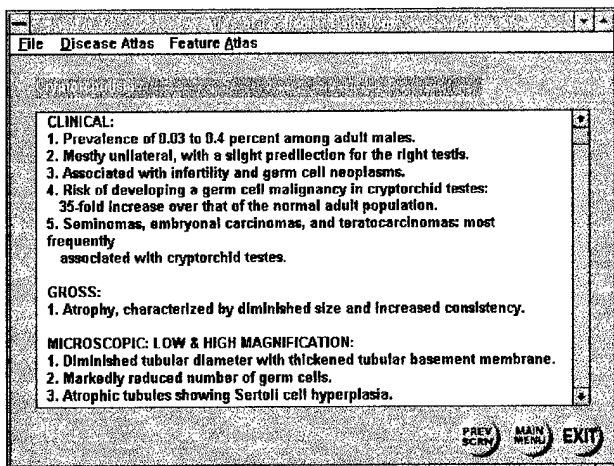 File Disease Atlas Feature Atlas
Cryptorchidism
CLINICAL:
1. Prevalence of 0.03 to 0.4 percent among adult males.
2. Mostly unilateral, with a slight predilection for the right testis.
3. Associated with infertility and germ cell neoplasms.
4. Risk of developing a germ cell malignancy in cryptorchid testes:
35-fold increase over that of the normal adult population.
5. Seminomas, embryonal carcinomas, and teratocarcinomas: most
frequently
associated with cryptorchid testes.
GROSS:
1. Atrophy, characterized by diminished size and increased consistency.
MICROSCOPIC: LOW & HIGH MAGNIFICATION:
1. Diminished tubular diameter with thickened tubular basement membrane.
2. Markedly reduced number of germ cells.
3. Atrophic tubules showing Sertoli cell hyperplasia.
PREV MAIN EXIT
SCRN MENU